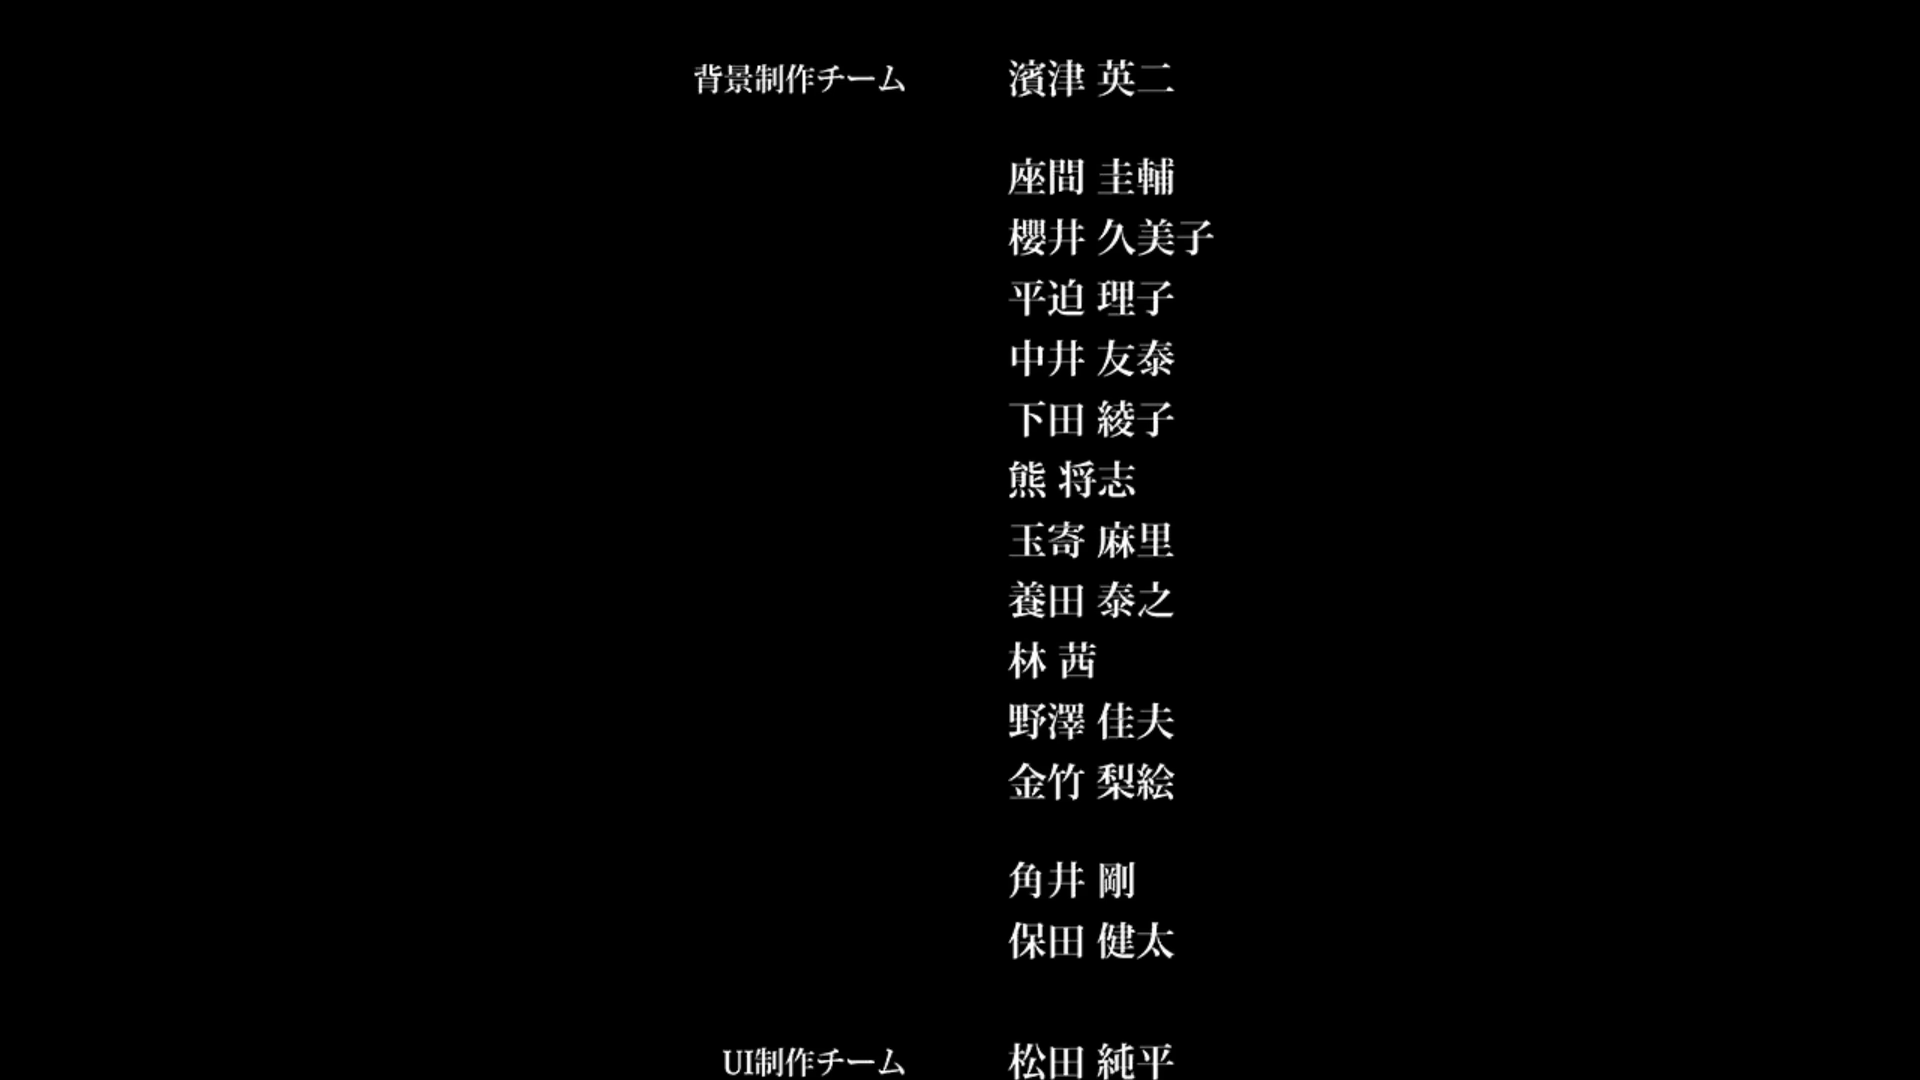 背景制作チーム 濱津 英二
座間 圭輔
櫻井 久美子
平迫 理子
中井 友泰
下田 綾子
熊 将志
玉寄 麻里
養田 泰之
林 茜
野澤 佳夫
金竹 梨絵
角井 剛
保田 健太
UI制作チーム 松田 純平